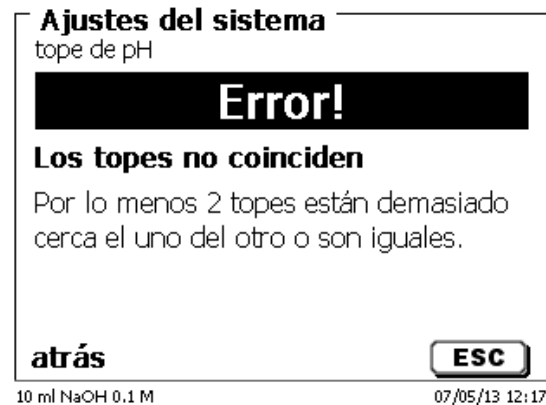 Ajustes del sistema
tope de pH
Error!
Los topes no coinciden
Por lo menos 2 topes están demasiado
cerca el uno del otro o son iguales.
atrás ESC
10 ml NaOH 0.1 M 07/05/13 12:17